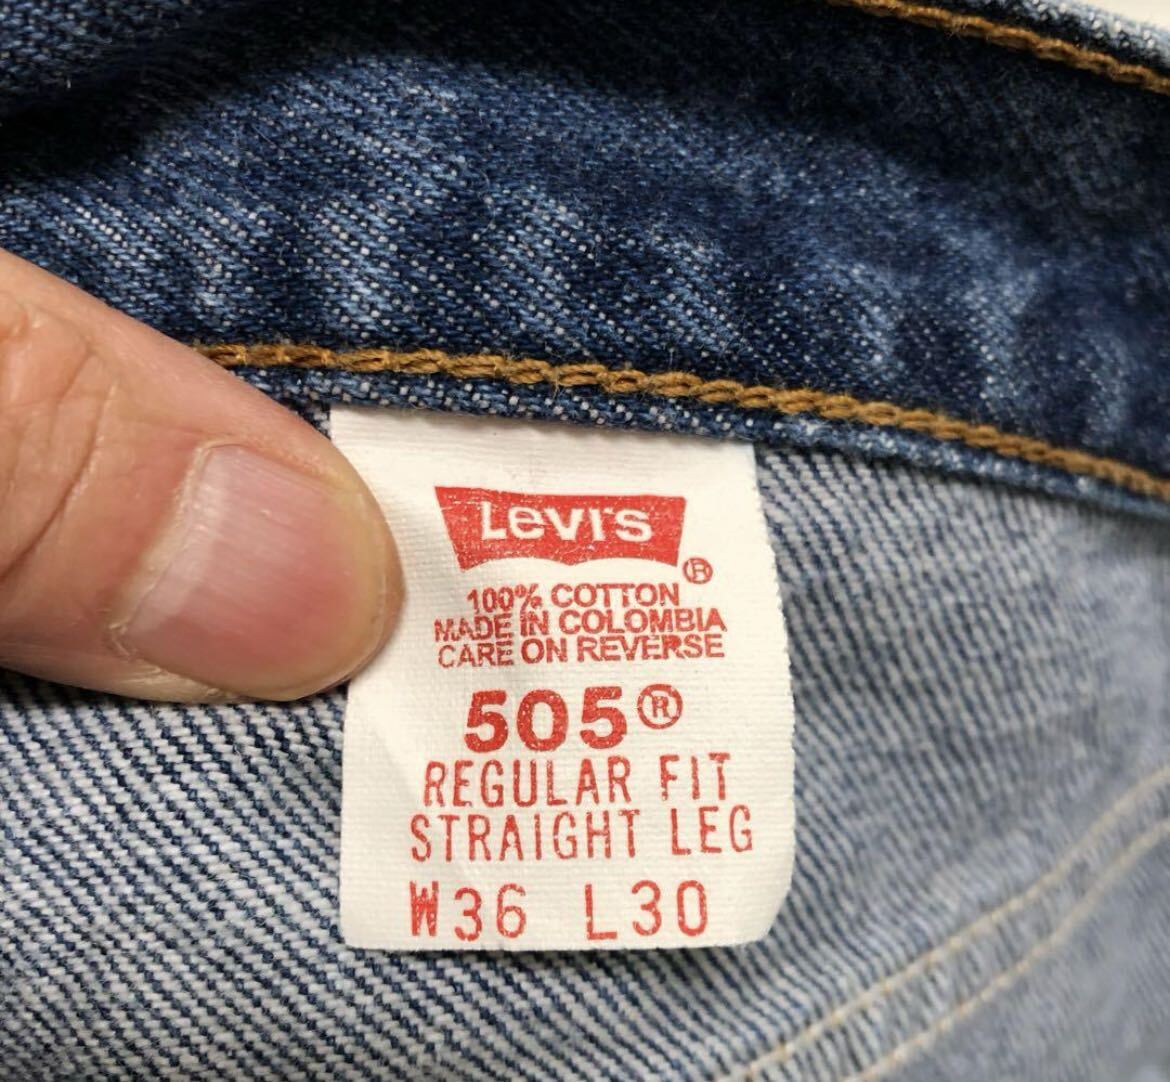 Levi's
®
100% COTTON
MADE IN COLOMBIA
CARE ON REVERSE
505®
REGULAR FIT
STRAIGHT LEG
W36 L30